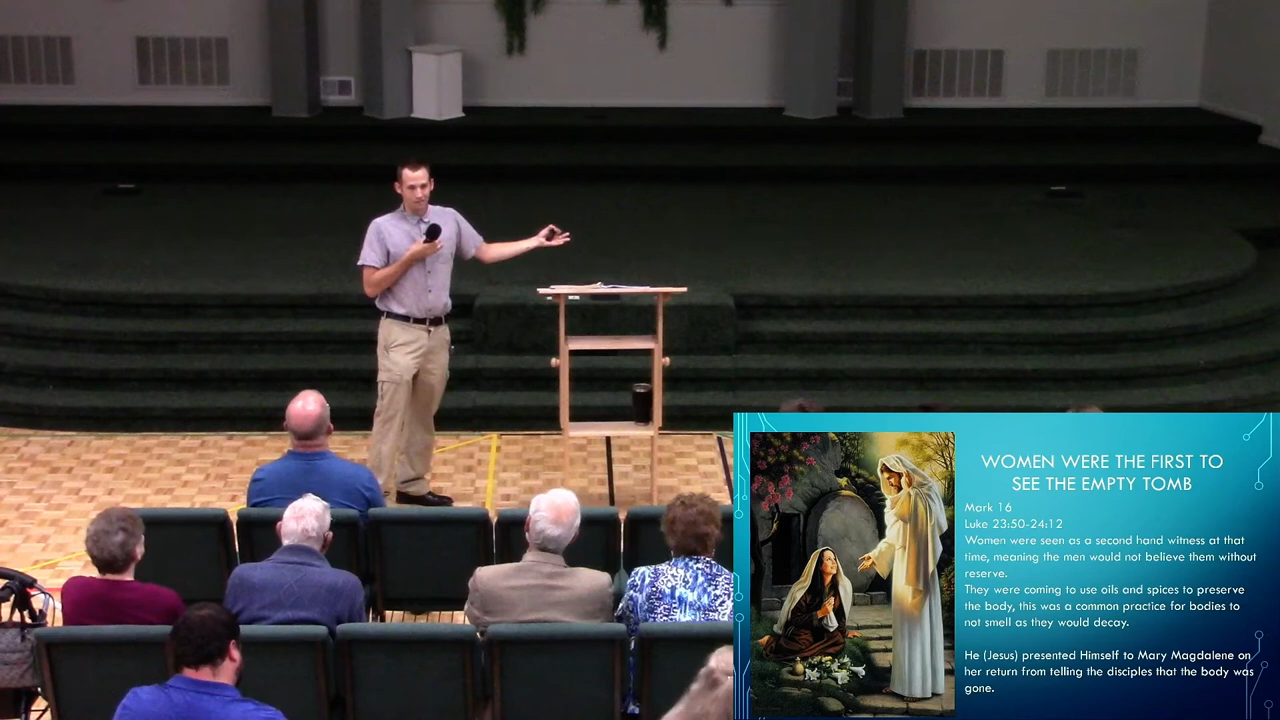 WOMEN WERE THE FIRST TO
SEE THE EMPTY TOMB
Mark 16
Luke 23:50-24:12
Women were seen as a second hand witness at that
time, meaning the men would not believe them without
reserve.
They were coming to use oils and spices to preserve
the body, this was a common practice for bodies to
not smell as they would decay.
He (Jesus) presented Himself to Mary Magdalene on
her return from telling the disciples that the body was
gone.